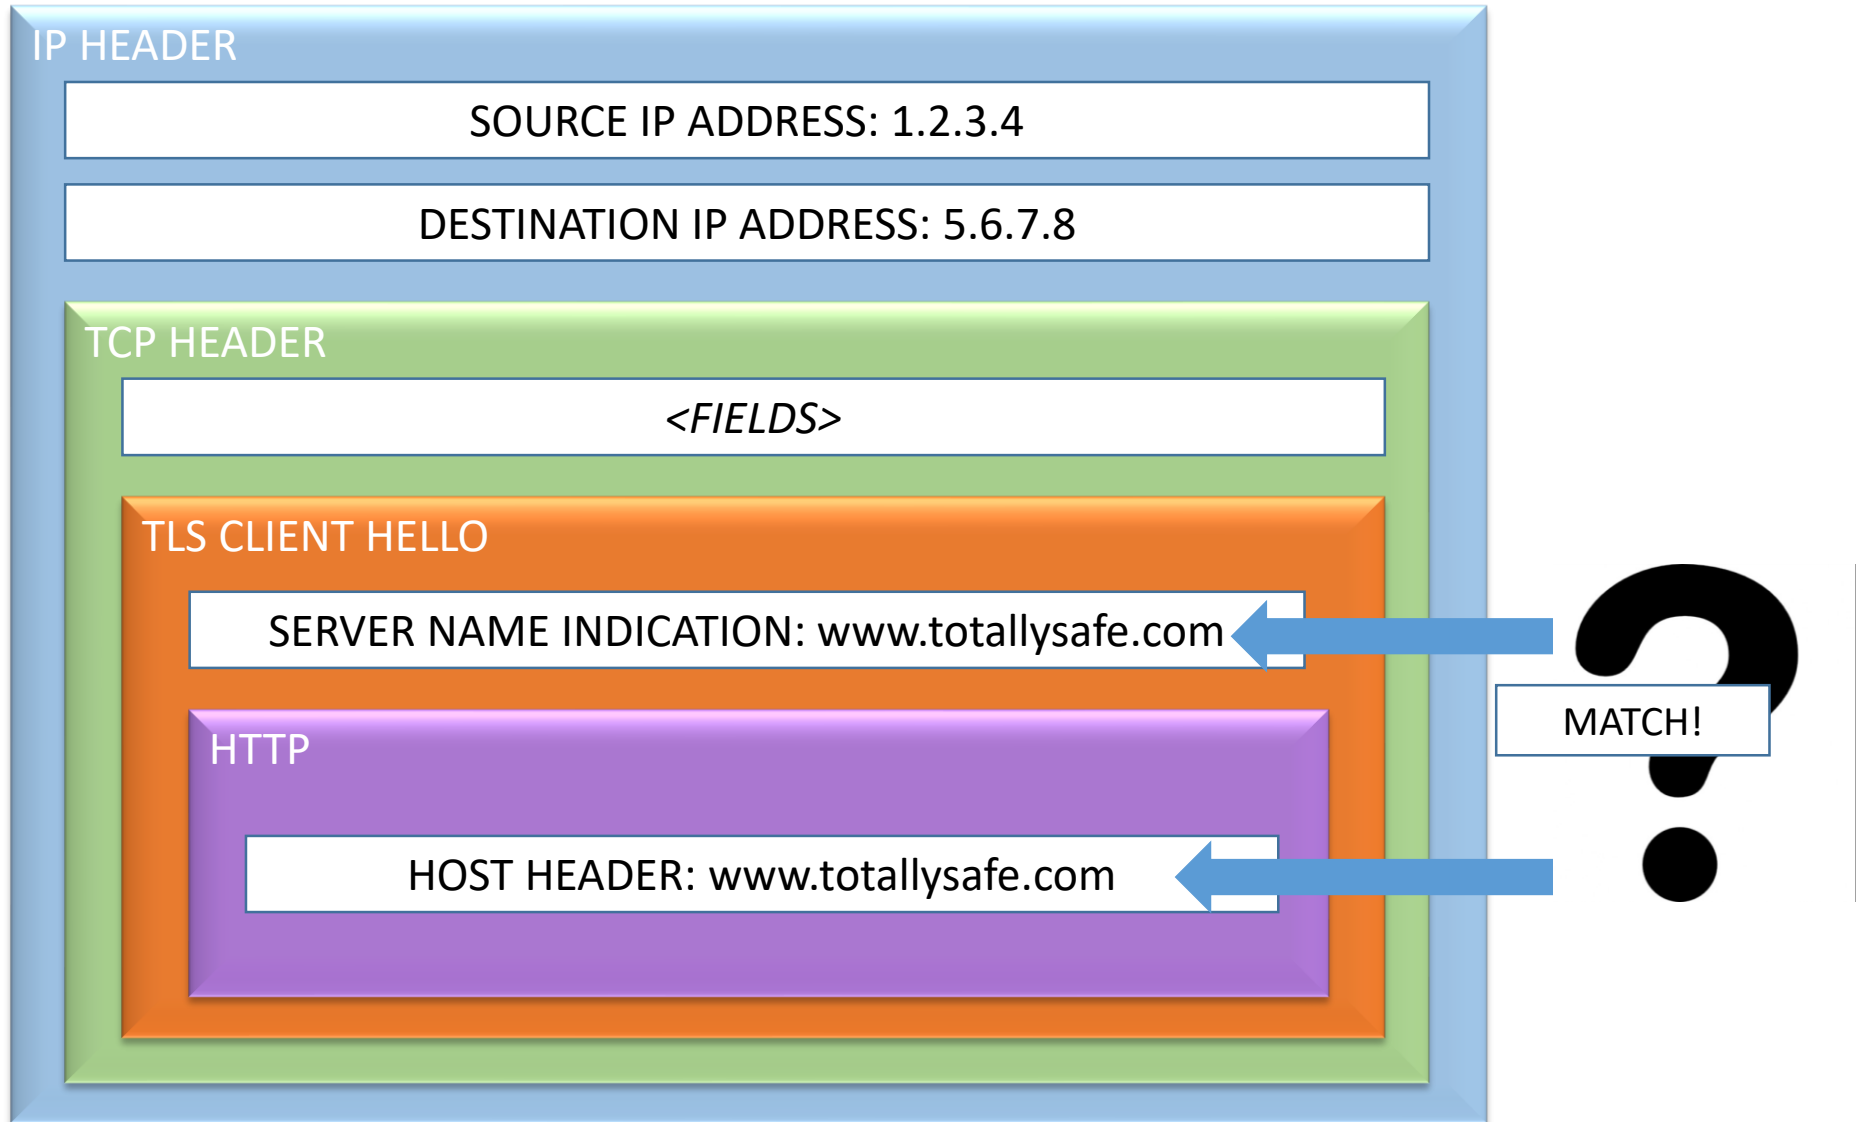 IP HEADER
SOURCE IP ADDRESS: 1.2.3.4
DESTINATION IP ADDRESS: 5.6.7.8
TCP HEADER
<FIELDS>
TLS CLIENT HELLO
SERVER NAME INDICATION: www.totallysafe.com
?
MATCH!
HTTP
HOST HEADER: www.totallysafe.com